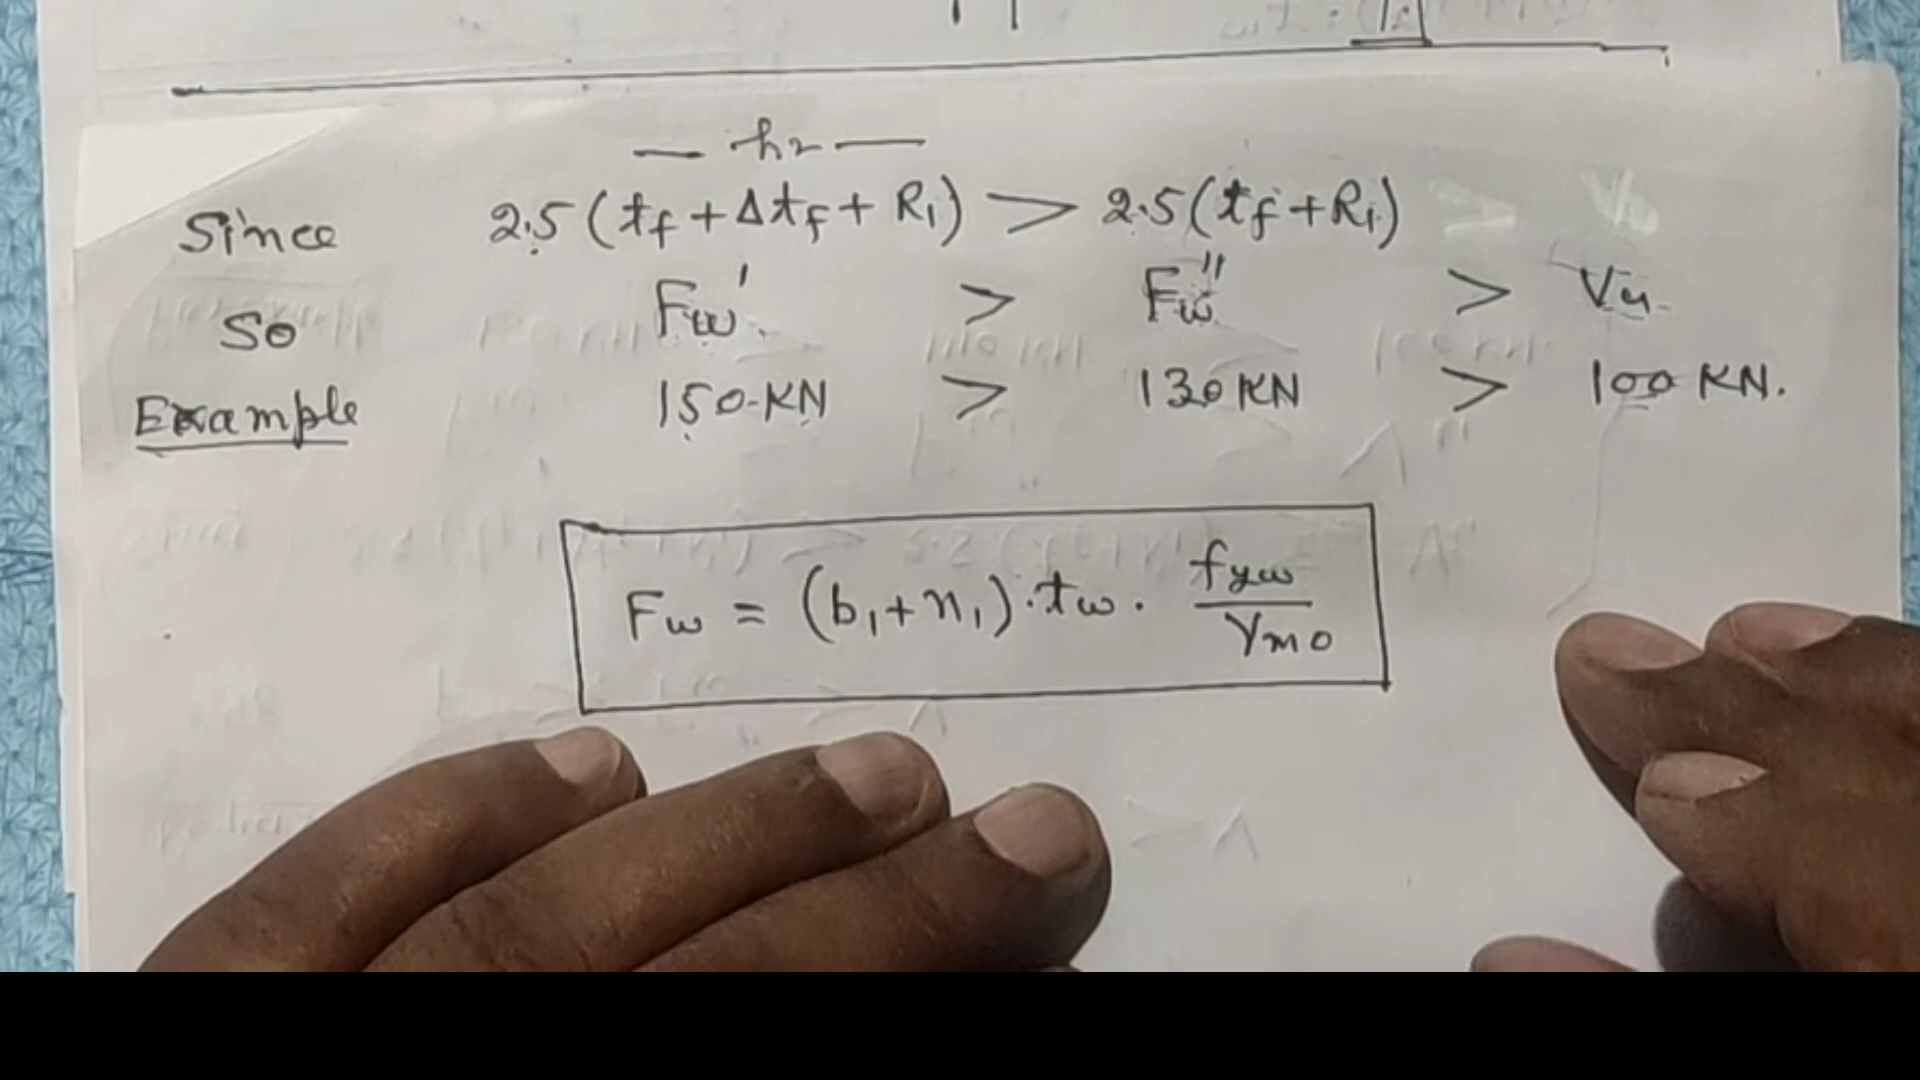 — h2 —
Since 2.5 (tf + Δtf + R1) > 2.5 (tf + R1)
So Fw' > Fw'' > Vu
Example 150 KN > 130 KN > 100 KN.
Fw = (b1 + n1) · tw · fyw / γmo